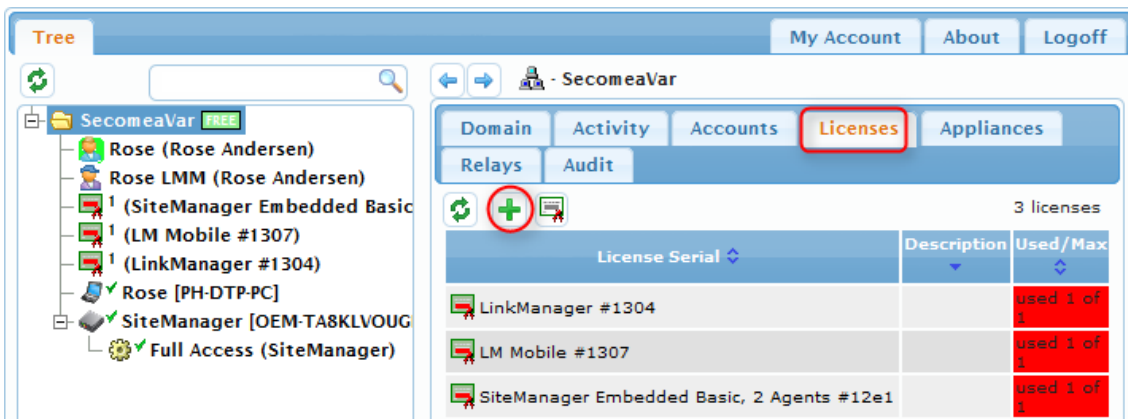 Tree
My Account About Logoff
- SecomeaVar
SecomeaVar FREE
Rose (Rose Andersen)
Rose LMM (Rose Andersen)
1 (SiteManager Embedded Basic
1 (LM Mobile #1307)
1 (LinkManager #1304)
Rose [PH-DTP-PC]
SiteManager [OEM-TA8KLVOUG
Full Access (SiteManager)
Domain Activity Accounts Licenses Appliances
Relays Audit
3 licenses
License Serial Description Used/Max
LinkManager #1304 used 1 of
1
LM Mobile #1307 used 1 of
1
SiteManager Embedded Basic, 2 Agents #12e1 used 1 of
1